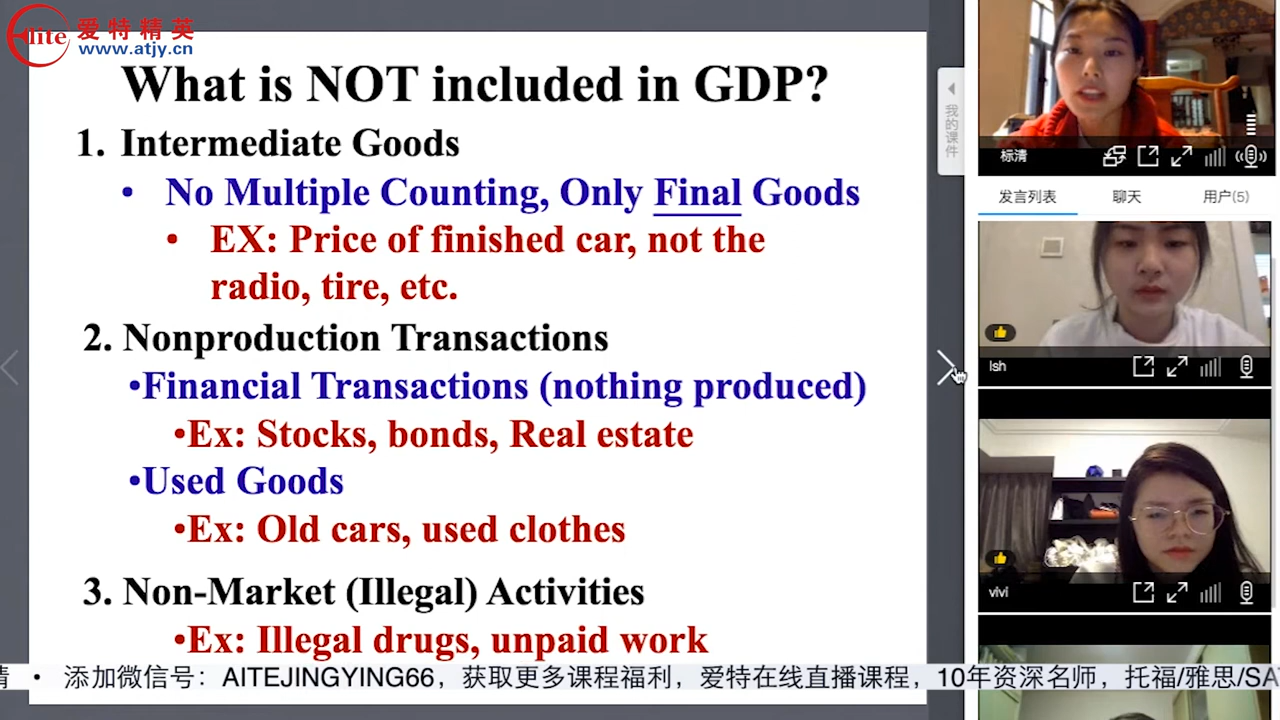 Elite 爱特精英
www.atjy.cn
What is NOT included in GDP?
1. Intermediate Goods
• No Multiple Counting, Only Final Goods
• EX: Price of finished car, not the
radio, tire, etc.
2. Nonproduction Transactions
•Financial Transactions (nothing produced)
•Ex: Stocks, bonds, Real estate
•Used Goods
•Ex: Old cars, used clothes
3. Non-Market (Illegal) Activities
•Ex: Illegal drugs, unpaid work
我的课件
标清
发言列表
聊天
用户(5)
lsh
vivi
• 添加微信号：AITEJINGYING66，获取更多课程福利，爱特在线直播课程，10年资深名师，托福/雅思/SA